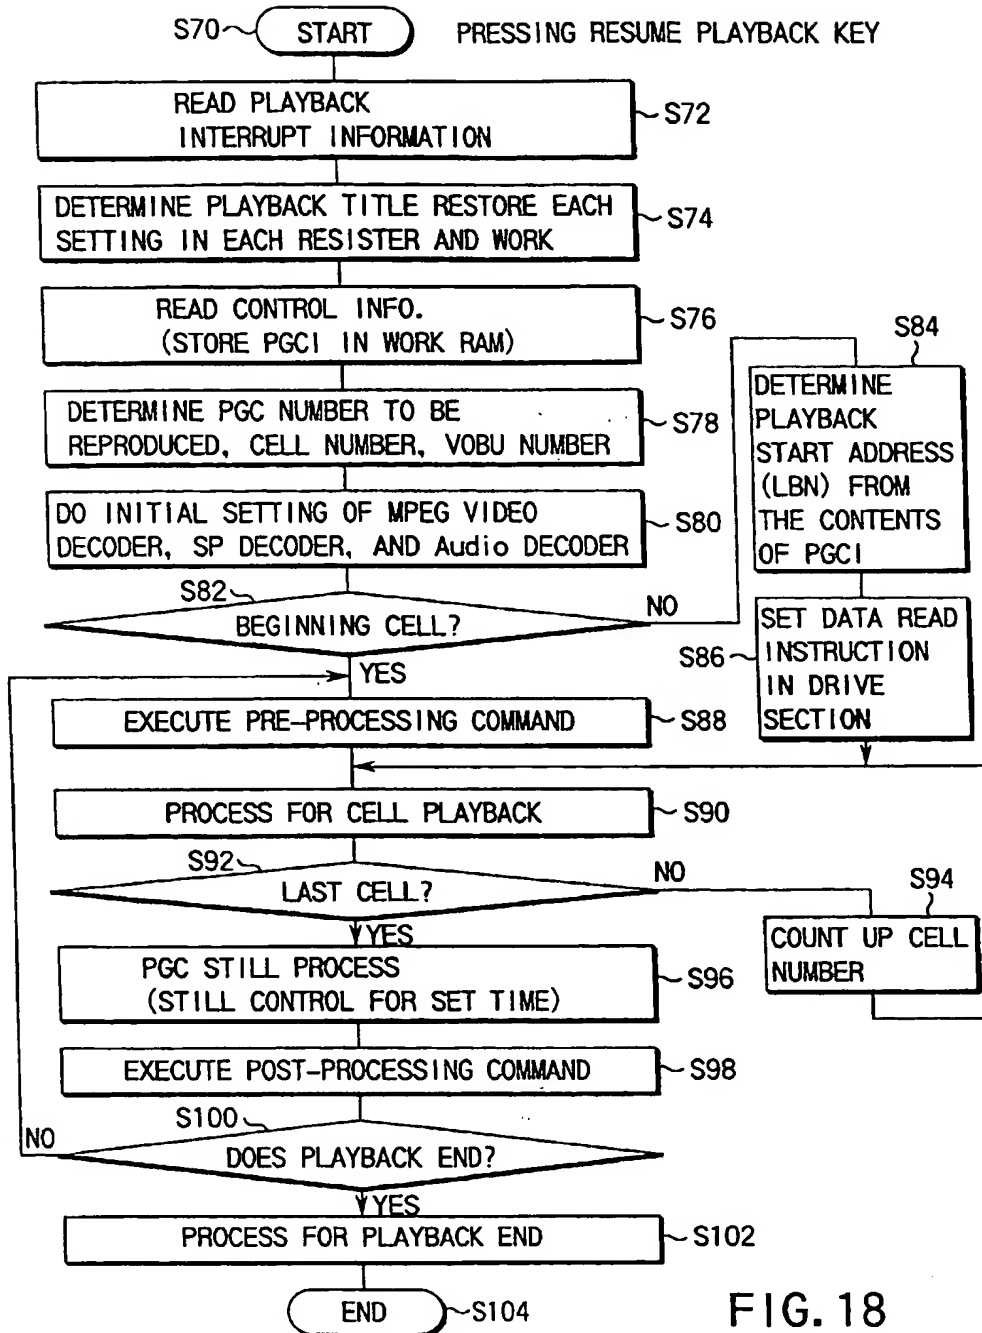 S70
START
PRESSING RESUME PLAYBACK KEY
READ PLAYBACK
INTERRUPT INFORMATION
S72
DETERMINE PLAYBACK TITLE RESTORE EACH
SETTING IN EACH RESISTER AND WORK
S74
READ CONTROL INFO.
(STORE PGCI IN WORK RAM)
S76
DETERMINE PGC NUMBER TO BE
REPRODUCED, CELL NUMBER, VOBU NUMBER
S78
DO INITIAL SETTING OF MPEG VIDEO
DECODER, SP DECODER, AND Audio DECODER
S80
S82
BEGINNING CELL?
NO
YES
S84
DETERMINE
PLAYBACK
START ADDRESS
(LBN) FROM
THE CONTENTS
OF PGCI
S86
SET DATA READ
INSTRUCTION
IN DRIVE
SECTION
EXECUTE PRE-PROCESSING COMMAND
S88
PROCESS FOR CELL PLAYBACK
S90
S92
LAST CELL?
NO
YES
S94
COUNT UP CELL
NUMBER
PGC STILL PROCESS
(STILL CONTROL FOR SET TIME)
S96
EXECUTE POST-PROCESSING COMMAND
S98
S100
NO
DOES PLAYBACK END?
YES
PROCESS FOR PLAYBACK END
S102
END
S104
FIG. 18